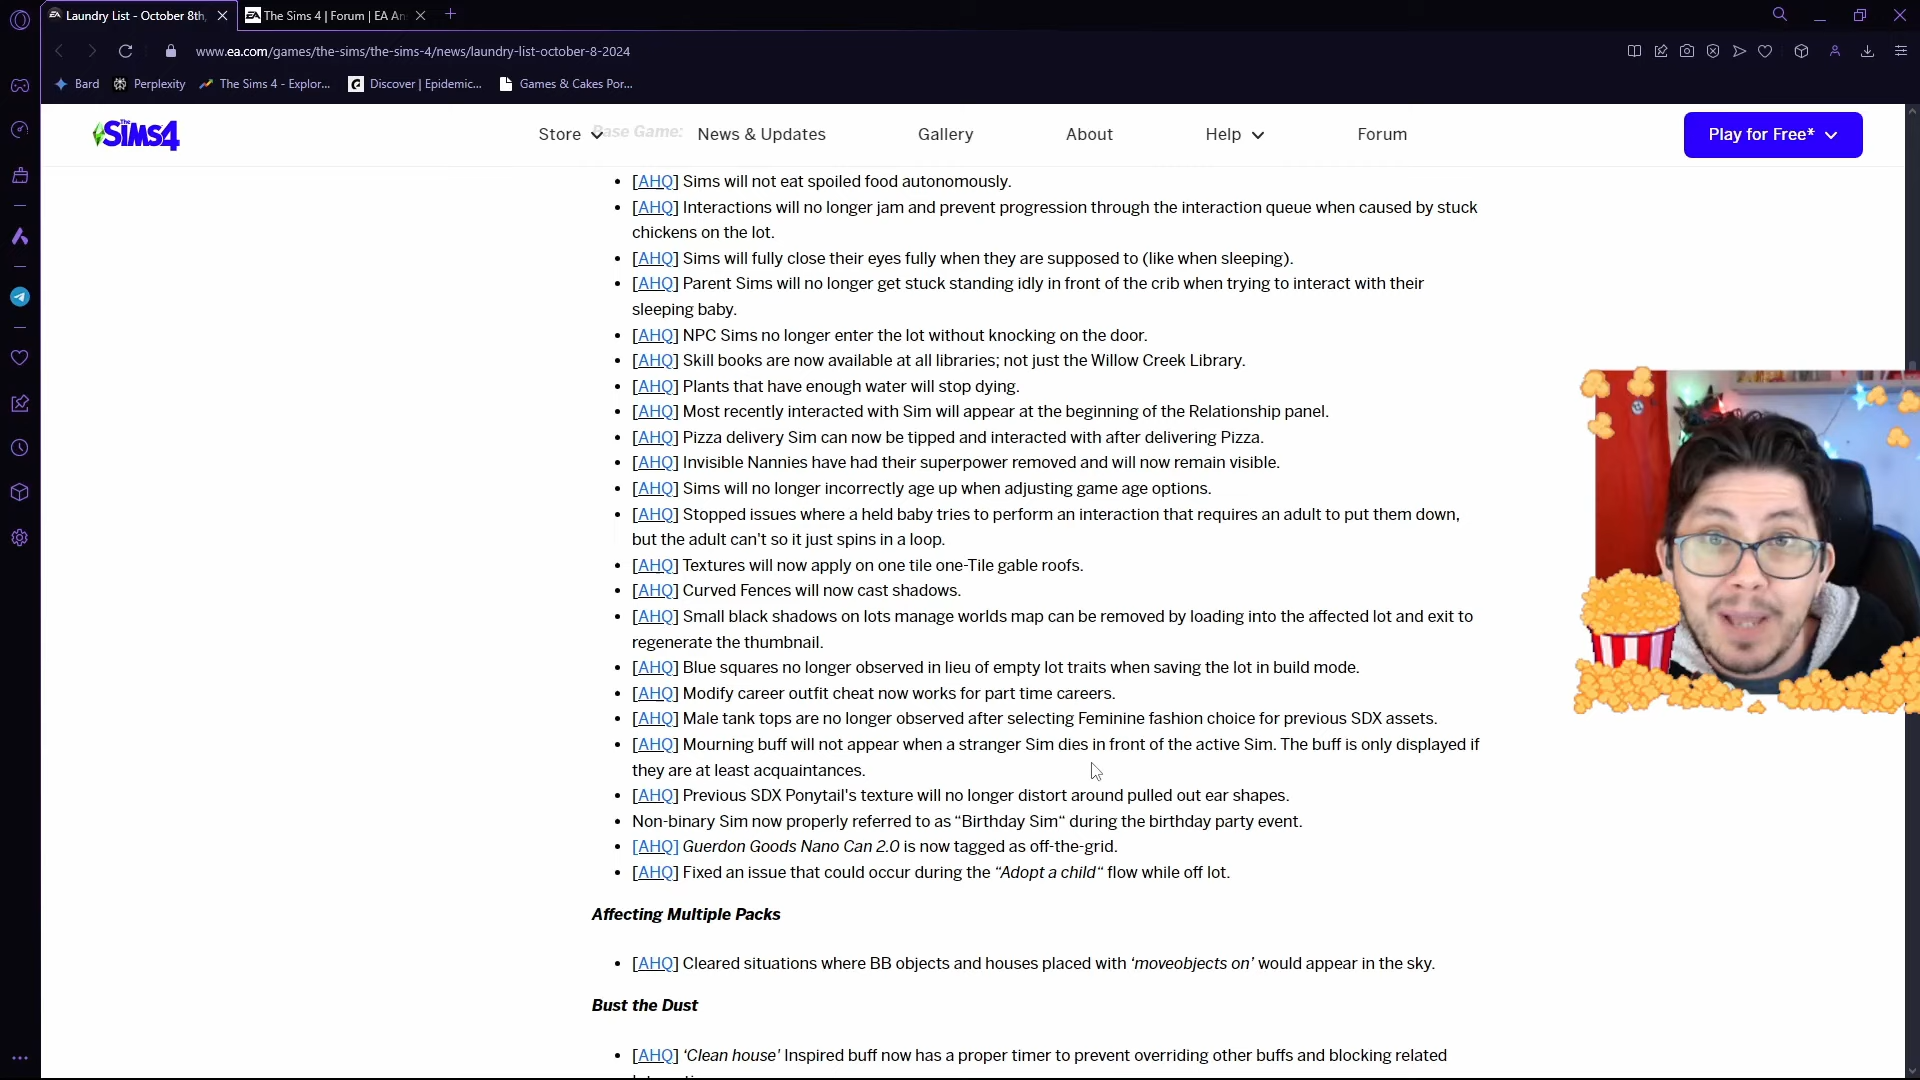 Laundry List - October 8th,
The Sims 4 | Forum | EA An
www.ea.com/games/the-sims/the-sims-4/news/laundry-list-october-8-2024
Bard
Perplexity
The Sims 4 - Explor...
Discover | Epidemic...
Games & Cakes Por...
The SiMS4
Store
Base Game:
News & Updates
Gallery
About
Help
Forum
Play for Free*
• [AHQ] Sims will not eat spoiled food autonomously.
• [AHQ] Interactions will no longer jam and prevent progression through the interaction queue when caused by stuck
chickens on the lot.
• [AHQ] Sims will fully close their eyes fully when they are supposed to (like when sleeping).
• [AHQ] Parent Sims will no longer get stuck standing idly in front of the crib when trying to interact with their
sleeping baby.
• [AHQ] NPC Sims no longer enter the lot without knocking on the door.
• [AHQ] Skill books are now available at all libraries; not just the Willow Creek Library.
• [AHQ] Plants that have enough water will stop dying.
• [AHQ] Most recently interacted with Sim will appear at the beginning of the Relationship panel.
• [AHQ] Pizza delivery Sim can now be tipped and interacted with after delivering Pizza.
• [AHQ] Invisible Nannies have had their superpower removed and will now remain visible.
• [AHQ] Sims will no longer incorrectly age up when adjusting game age options.
• [AHQ] Stopped issues where a held baby tries to perform an interaction that requires an adult to put them down,
but the adult can't so it just spins in a loop.
• [AHQ] Textures will now apply on one tile one-Tile gable roofs.
• [AHQ] Curved Fences will now cast shadows.
• [AHQ] Small black shadows on lots manage worlds map can be removed by loading into the affected lot and exit to
regenerate the thumbnail.
• [AHQ] Blue squares no longer observed in lieu of empty lot traits when saving the lot in build mode.
• [AHQ] Modify career outfit cheat now works for part time careers.
• [AHQ] Male tank tops are no longer observed after selecting Feminine fashion choice for previous SDX assets.
• [AHQ] Mourning buff will not appear when a stranger Sim dies in front of the active Sim. The buff is only displayed if
they are at least acquaintances.
• [AHQ] Previous SDX Ponytail's texture will no longer distort around pulled out ear shapes.
• Non-binary Sim now properly referred to as “Birthday Sim“ during the birthday party event.
• [AHQ] Guerdon Goods Nano Can 2.0 is now tagged as off-the-grid.
• [AHQ] Fixed an issue that could occur during the “Adopt a child“ flow while off lot.
Affecting Multiple Packs
• [AHQ] Cleared situations where BB objects and houses placed with ‘moveobjects on’ would appear in the sky.
Bust the Dust
• [AHQ] ‘Clean house’ Inspired buff now has a proper timer to prevent overriding other buffs and blocking related